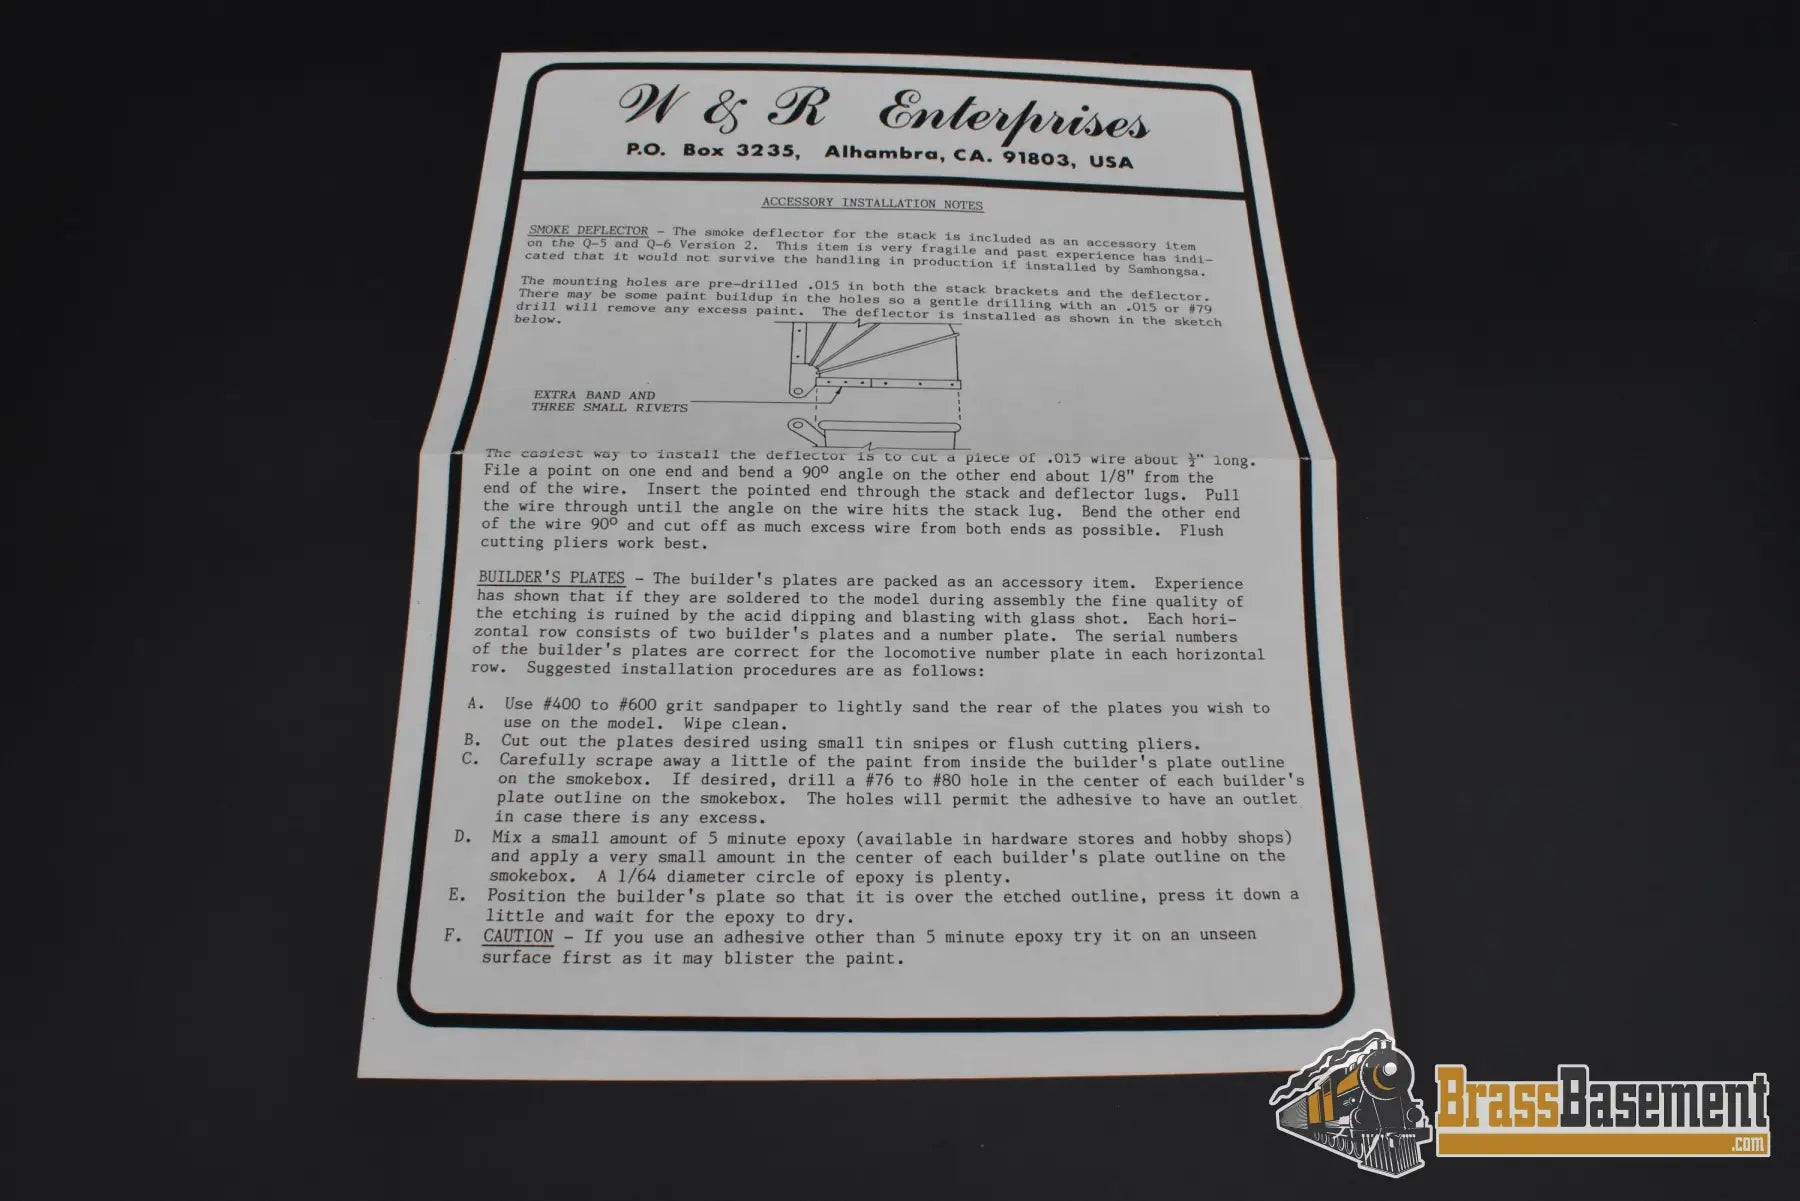 W & R Enterprises
P.O. Box 3235, Alhambra, CA. 91803, USA
ACCESSORY INSTALLATION NOTES
SMOKE DEFLECTOR - The smoke deflector for the stack is included as an accessory item
on the Q-5 and Q-6 Version 2. This item is very fragile and past experience has indi-
cated that it would not survive the handling in production if installed by Samhongsa.
The mounting holes are pre-drilled .015 in both the stack brackets and the deflector.
There may be some paint buildup in the holes so a gentle drilling with an .015 or #79
drill will remove any excess paint. The deflector is installed as shown in the sketch
below.
EXTRA BAND AND
THREE SMALL RIVETS
The easiest way to install the deflector is to cut a piece of .015 wire about ½" long.
File a point on one end and bend a 90º angle on the other end about 1/8" from the
end of the wire. Insert the pointed end through the stack and deflector lugs. Pull
the wire through until the angle on the wire hits the stack lug. Bend the other end
of the wire 90º and cut off as much excess wire from both ends as possible. Flush
cutting pliers work best.
BUILDER'S PLATES - The builder's plates are packed as an accessory item. Experience
has shown that if they are soldered to the model during assembly the fine quality of
the etching is ruined by the acid dipping and blasting with glass shot. Each hori-
zontal row consists of two builder's plates and a number plate. The serial numbers
of the builder's plates are correct for the locomotive number plate in each horizontal
row. Suggested installation procedures are as follows:
A. Use #400 to #600 grit sandpaper to lightly sand the rear of the plates you wish to
use on the model. Wipe clean.
B. Cut out the plates desired using small tin snipes or flush cutting pliers.
C. Carefully scrape away a little of the paint from inside the builder's plate outline
on the smokebox. If desired, drill a #76 to #80 hole in the center of each builder's
plate outline on the smokebox. The holes will permit the adhesive to have an outlet
in case there is any excess.
D. Mix a small amount of 5 minute epoxy (available in hardware stores and hobby shops)
and apply a very small amount in the center of each builder's plate outline on the
smokebox. A 1/64 diameter circle of epoxy is plenty.
E. Position the builder's plate so that it is over the etched outline, press it down a
little and wait for the epoxy to dry.
F. CAUTION - If you use an adhesive other than 5 minute epoxy try it on an unseen
surface first as it may blister the paint.
BrassBasement
.com